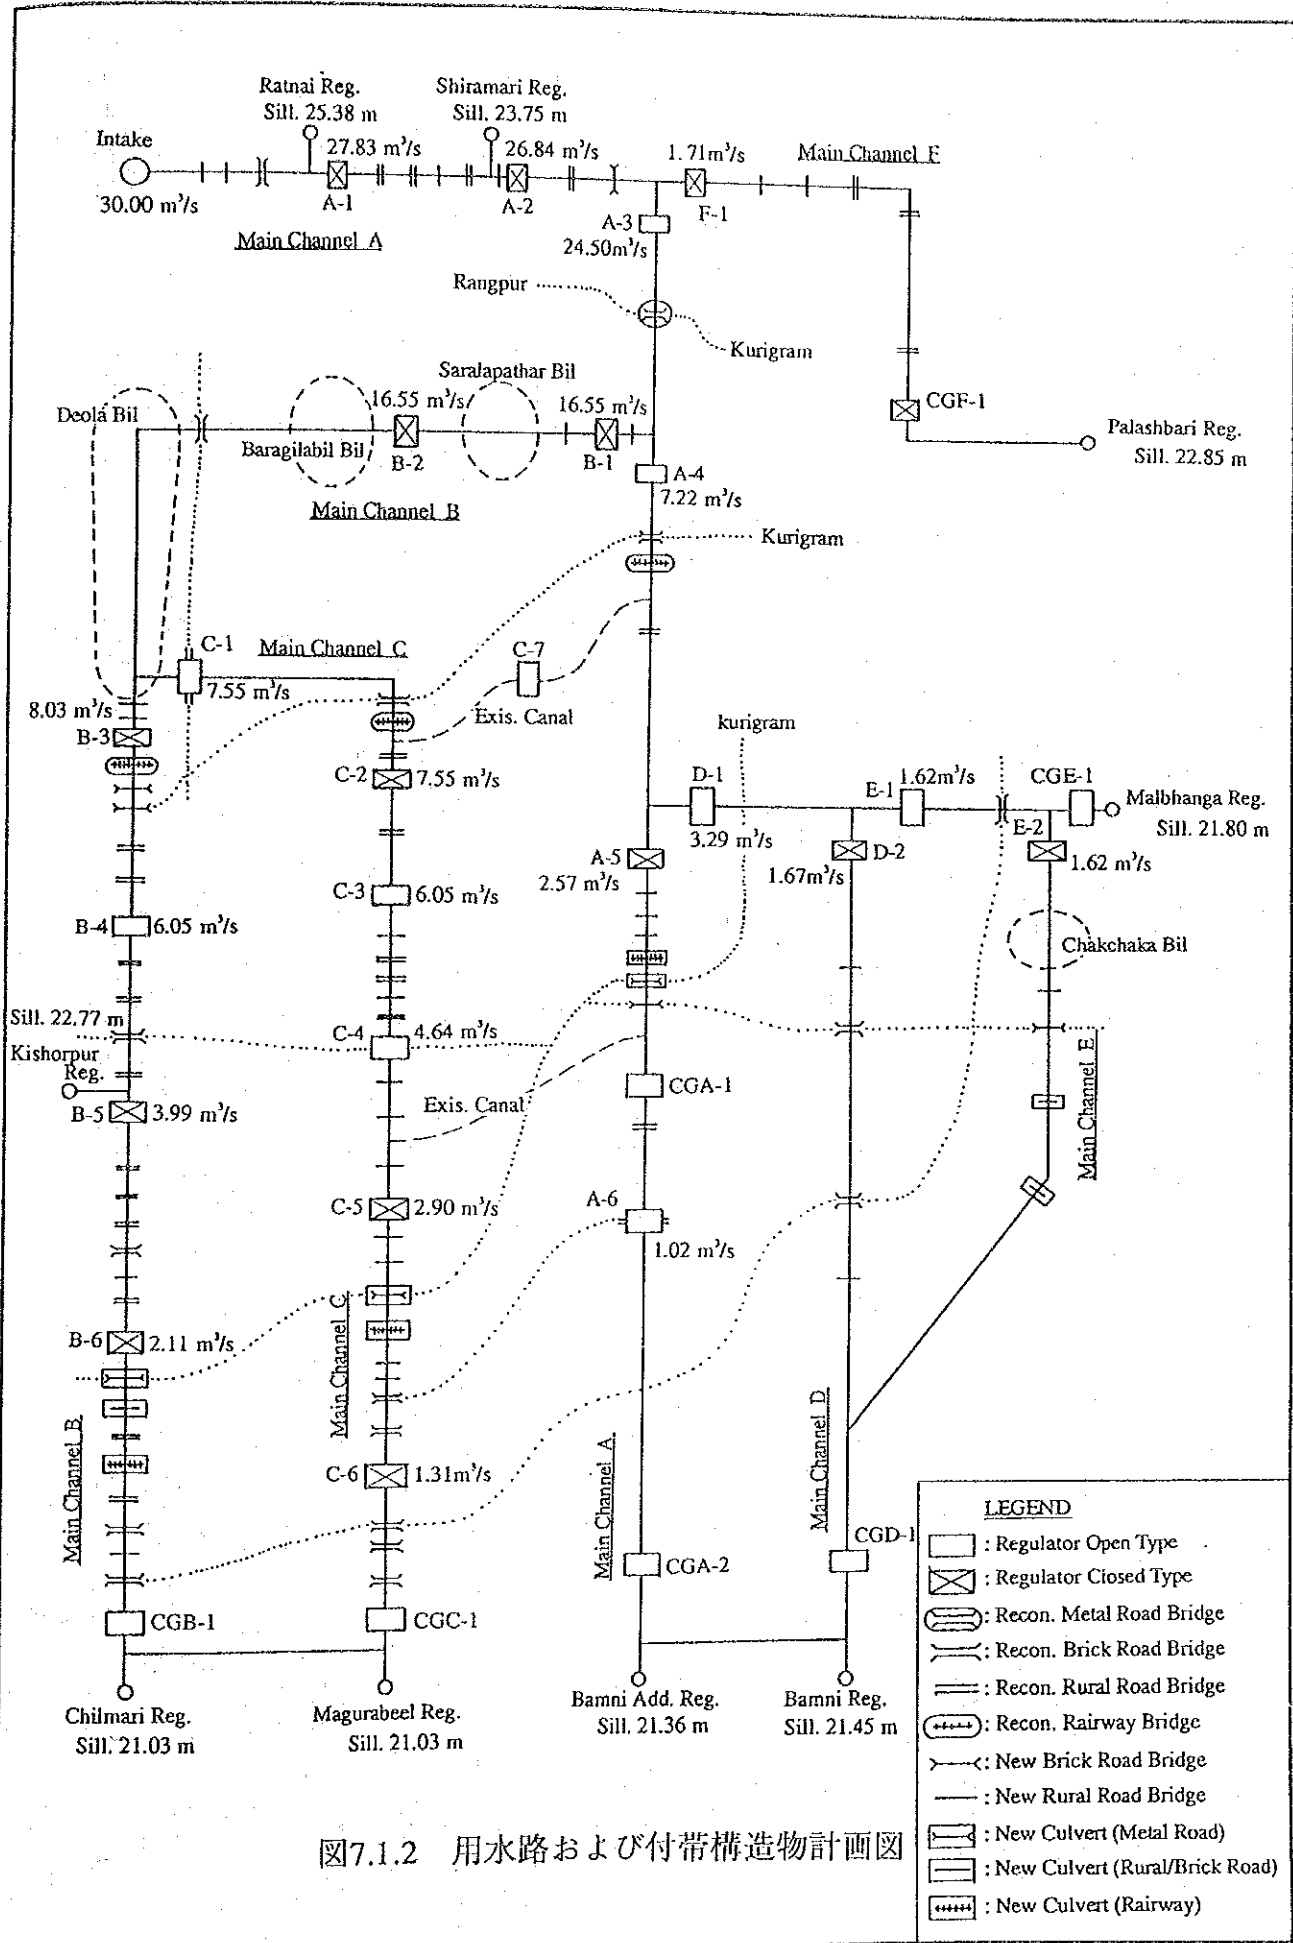 Ratnai Reg.
Sill. 25.38 m
Shiramari Reg.
Sill. 23.75 m
Intake
27.83 m³/s
26.84 m³/s
1.71m³/s
Main Channel F
30.00 m³/s
A-1
A-2
F-1
A-3
24.50m³/s
Main Channel A
Rangpur
Kurigram
Saralapathar Bil
Deola Bil
16.55 m³/s
16.55 m³/s
CGF-1
Palashbari Reg.
Sill. 22.85 m
Baragilabil Bil
B-2
B-1
A-4
7.22 m³/s
Main Channel B
Kurigram
C-1
Main Channel C
C-7
7.55 m³/s
8.03 m³/s
Exis. Canal
kurigram
B-3
C-2
7.55 m³/s
D-1
E-1
1.62m³/s
CGE-1
Malbhanga Reg.
Sill. 21.80 m
3.29 m³/s
E-2
A-5
2.57 m³/s
D-2
1.67m³/s
1.62 m³/s
C-3
6.05 m³/s
B-4
6.05 m³/s
Chakchaka Bil
Sill. 22.77 m
C-4
4.64 m³/s
Kishorpur
Reg.
CGA-1
B-5
3.99 m³/s
Exis. Canal
Main Channel E
C-5
2.90 m³/s
A-6
1.02 m³/s
B-6
2.11 m³/s
Main Channel C
Main Channel B
C-6
1.31m³/s
Main Channel A
Main Channel D
CGA-2
CGD-1
CGB-1
CGC-1
Chilmari Reg.
Sill. 21.03 m
Magurabeel Reg.
Sill. 21.03 m
Bamni Add. Reg.
Sill. 21.36 m
Bamni Reg.
Sill. 21.45 m
LEGEND
: Regulator Open Type
: Regulator Closed Type
: Recon. Metal Road Bridge
: Recon. Brick Road Bridge
: Recon. Rural Road Bridge
: Recon. Rairway Bridge
: New Brick Road Bridge
: New Rural Road Bridge
: New Culvert (Metal Road)
: New Culvert (Rural/Brick Road)
: New Culvert (Rairway)
図7.1.2 用水路および付帯構造物計画図